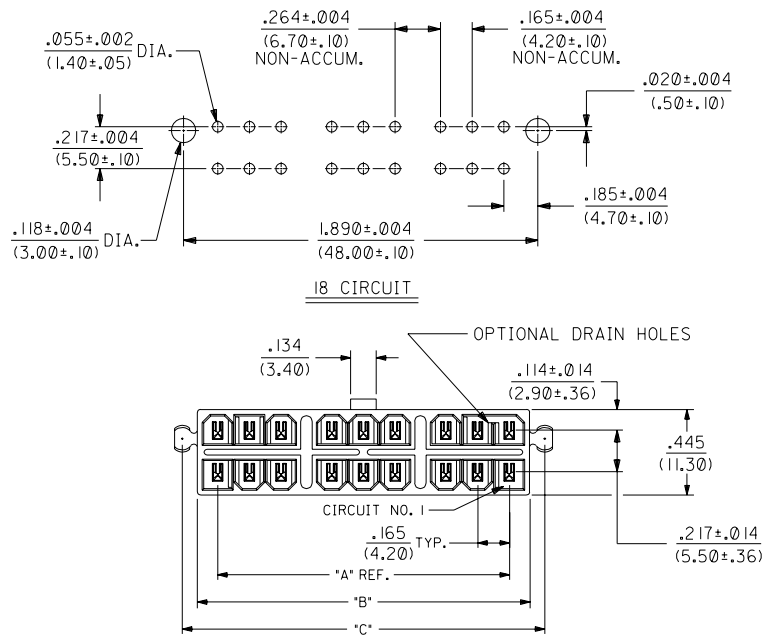 .264±.004
(6.70±.10)
NON-ACCUM.
.165±.004
(4.20±.10)
NON-ACCUM.
.055±.002
(1.40±.05)
DIA.
.020±.004
(.50±.10)
.217±.004
(5.50±.10)
.185±.004
(4.70±.10)
.118±.004
(3.00±.10)
DIA.
1.890±.004
(48.00±.10)
18 CIRCUIT
OPTIONAL DRAIN HOLES
.134
(3.40)
.114±.014
(2.90±.36)
.445
(11.30)
CIRCUIT NO. 1
.165
(4.20)
TYP.
.217±.014
(5.50±.36)
"A" REF.
"B"
"C"